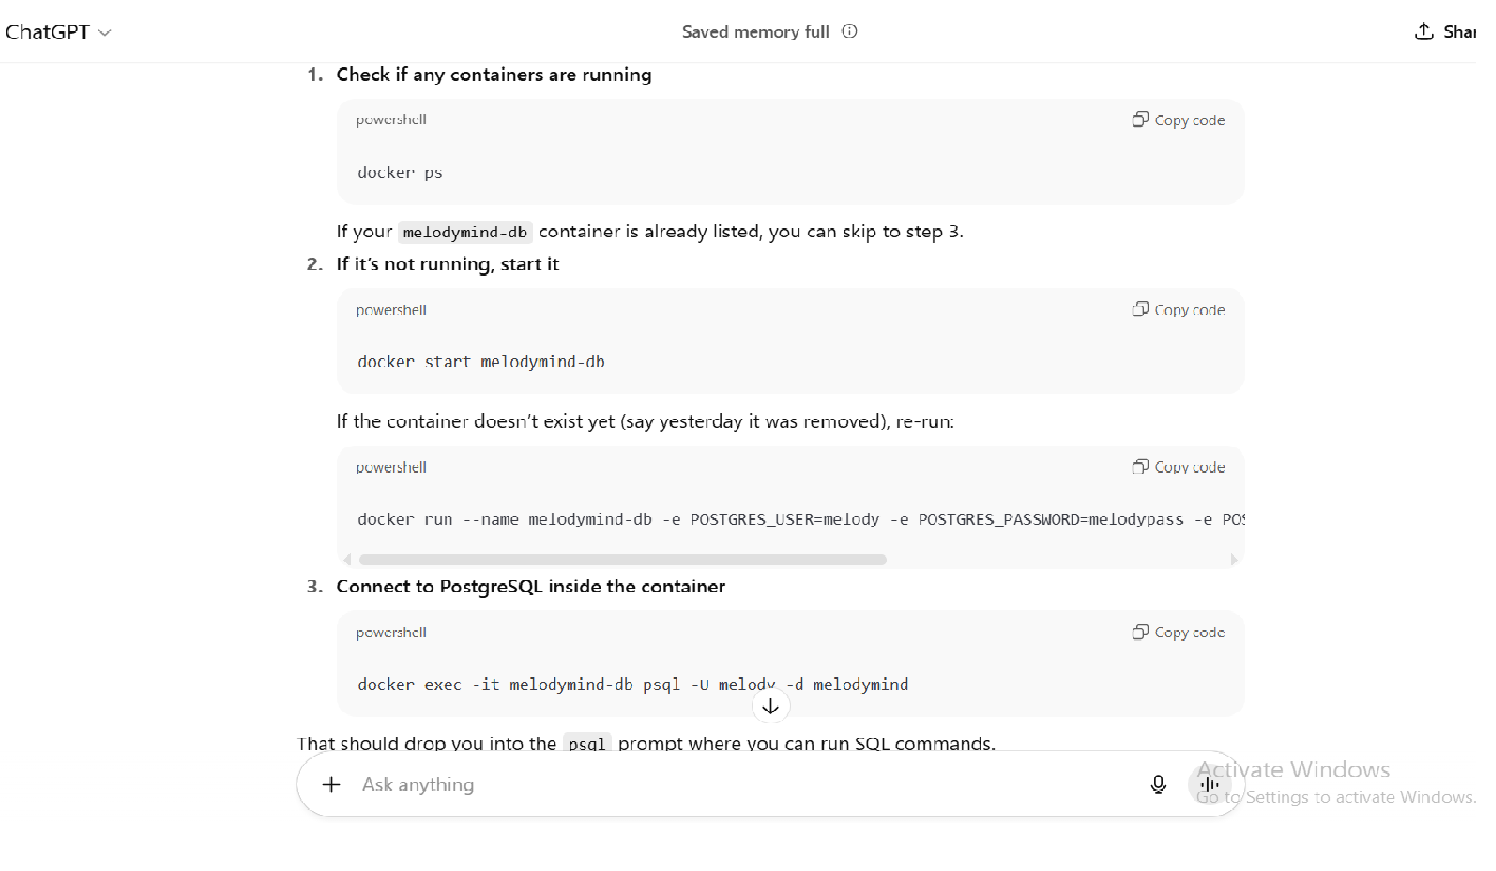 ChatGPT
Saved memory full
Shar
1. Check if any containers are running
powershell
Copy code
docker ps
If your melodymind-db container is already listed, you can skip to step 3.
2. If it’s not running, start it
powershell
Copy code
docker start melodymind-db
If the container doesn’t exist yet (say yesterday it was removed), re-run:
powershell
Copy code
docker run --name melodymind-db -e POSTGRES_USER=melody -e POSTGRES_PASSWORD=melodypass -e POS
3. Connect to PostgreSQL inside the container
powershell
Copy code
docker exec -it melodymind-db psql -U melody -d melodymind
That should drop you into the psql prompt where you can run SQL commands.
Ask anything
Activate Windows
Go to Settings to activate Windows.